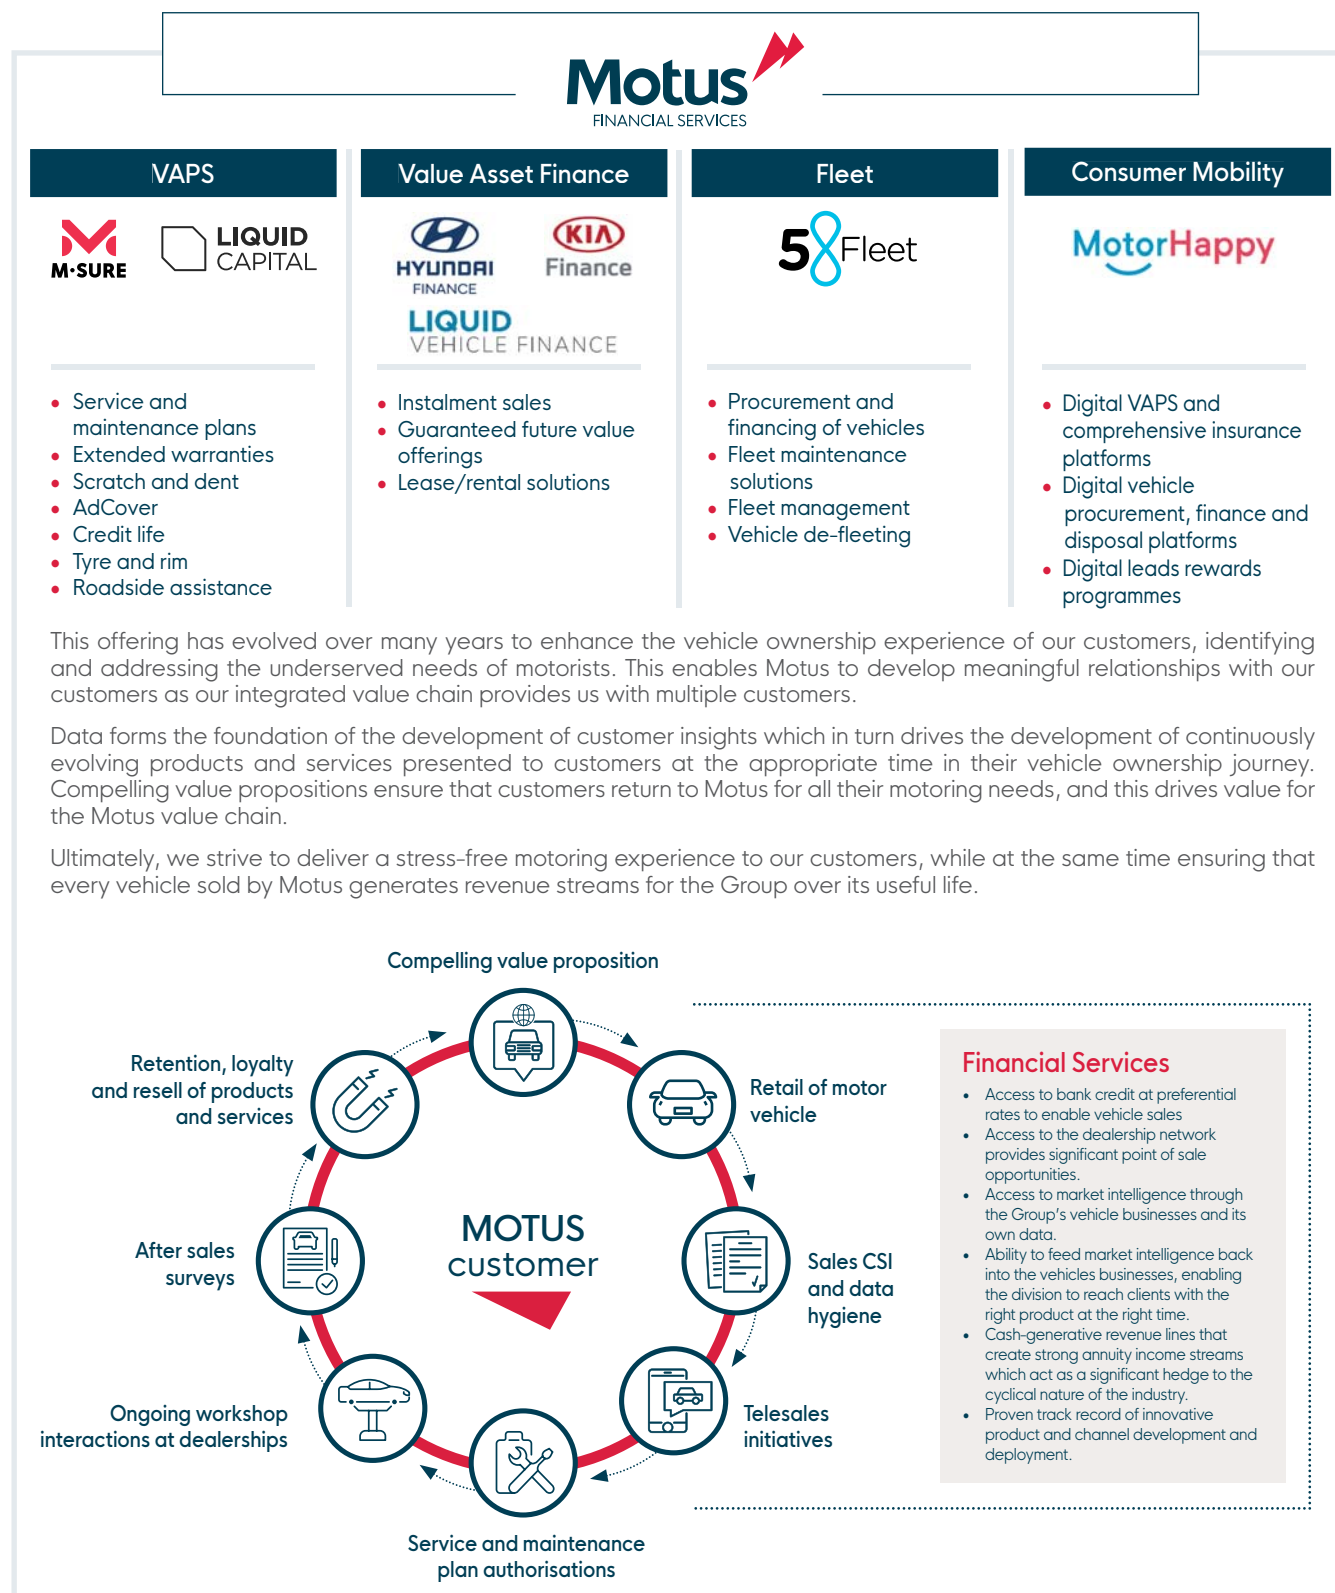 Motus
FINANCIAL SERVICES
VAPS
M·SURE
LIQUID
CAPITAL
Service and
maintenance plans
Extended warranties
Scratch and dent
AdCover
Credit life
Tyre and rim
Roadside assistance
Value Asset Finance
HYUNDAI
FINANCE
KIA
Finance
LIQUID
VEHICLE FINANCE
Instalment sales
Guaranteed future value
offerings
Lease/rental solutions
Fleet
58Fleet
Procurement and
financing of vehicles
Fleet maintenance
solutions
Fleet management
Vehicle de-fleeting
Consumer Mobility
MotorHappy
Digital VAPS and
comprehensive insurance
platforms
Digital vehicle
procurement, finance and
disposal platforms
Digital leads rewards
programmes
This offering has evolved over many years to enhance the vehicle ownership experience of our customers, identifying
and addressing the underserved needs of motorists. This enables Motus to develop meaningful relationships with our
customers as our integrated value chain provides us with multiple customers.
Data forms the foundation of the development of customer insights which in turn drives the development of continuously
evolving products and services presented to customers at the appropriate time in their vehicle ownership journey.
Compelling value propositions ensure that customers return to Motus for all their motoring needs, and this drives value for
the Motus value chain.
Ultimately, we strive to deliver a stress-free motoring experience to our customers, while at the same time ensuring that
every vehicle sold by Motus generates revenue streams for the Group over its useful life.
Compelling value proposition
Retail of motor
vehicle
Sales CSI
and data
hygiene
Telesales
initiatives
Service and maintenance
plan authorisations
Ongoing workshop
interactions at dealerships
After sales
surveys
Retention, loyalty
and resell of products
and services
MOTUS
customer
Financial Services
Access to bank credit at preferential
rates to enable vehicle sales
Access to the dealership network
provides significant point of sale
opportunities.
Access to market intelligence through
the Group's vehicle businesses and its
own data.
Ability to feed market intelligence back
into the vehicles businesses, enabling
the division to reach clients with the
right product at the right time.
Cash-generative revenue lines that
create strong annuity income streams
which act as a significant hedge to the
cyclical nature of the industry.
Proven track record of innovative
product and channel development and
deployment.